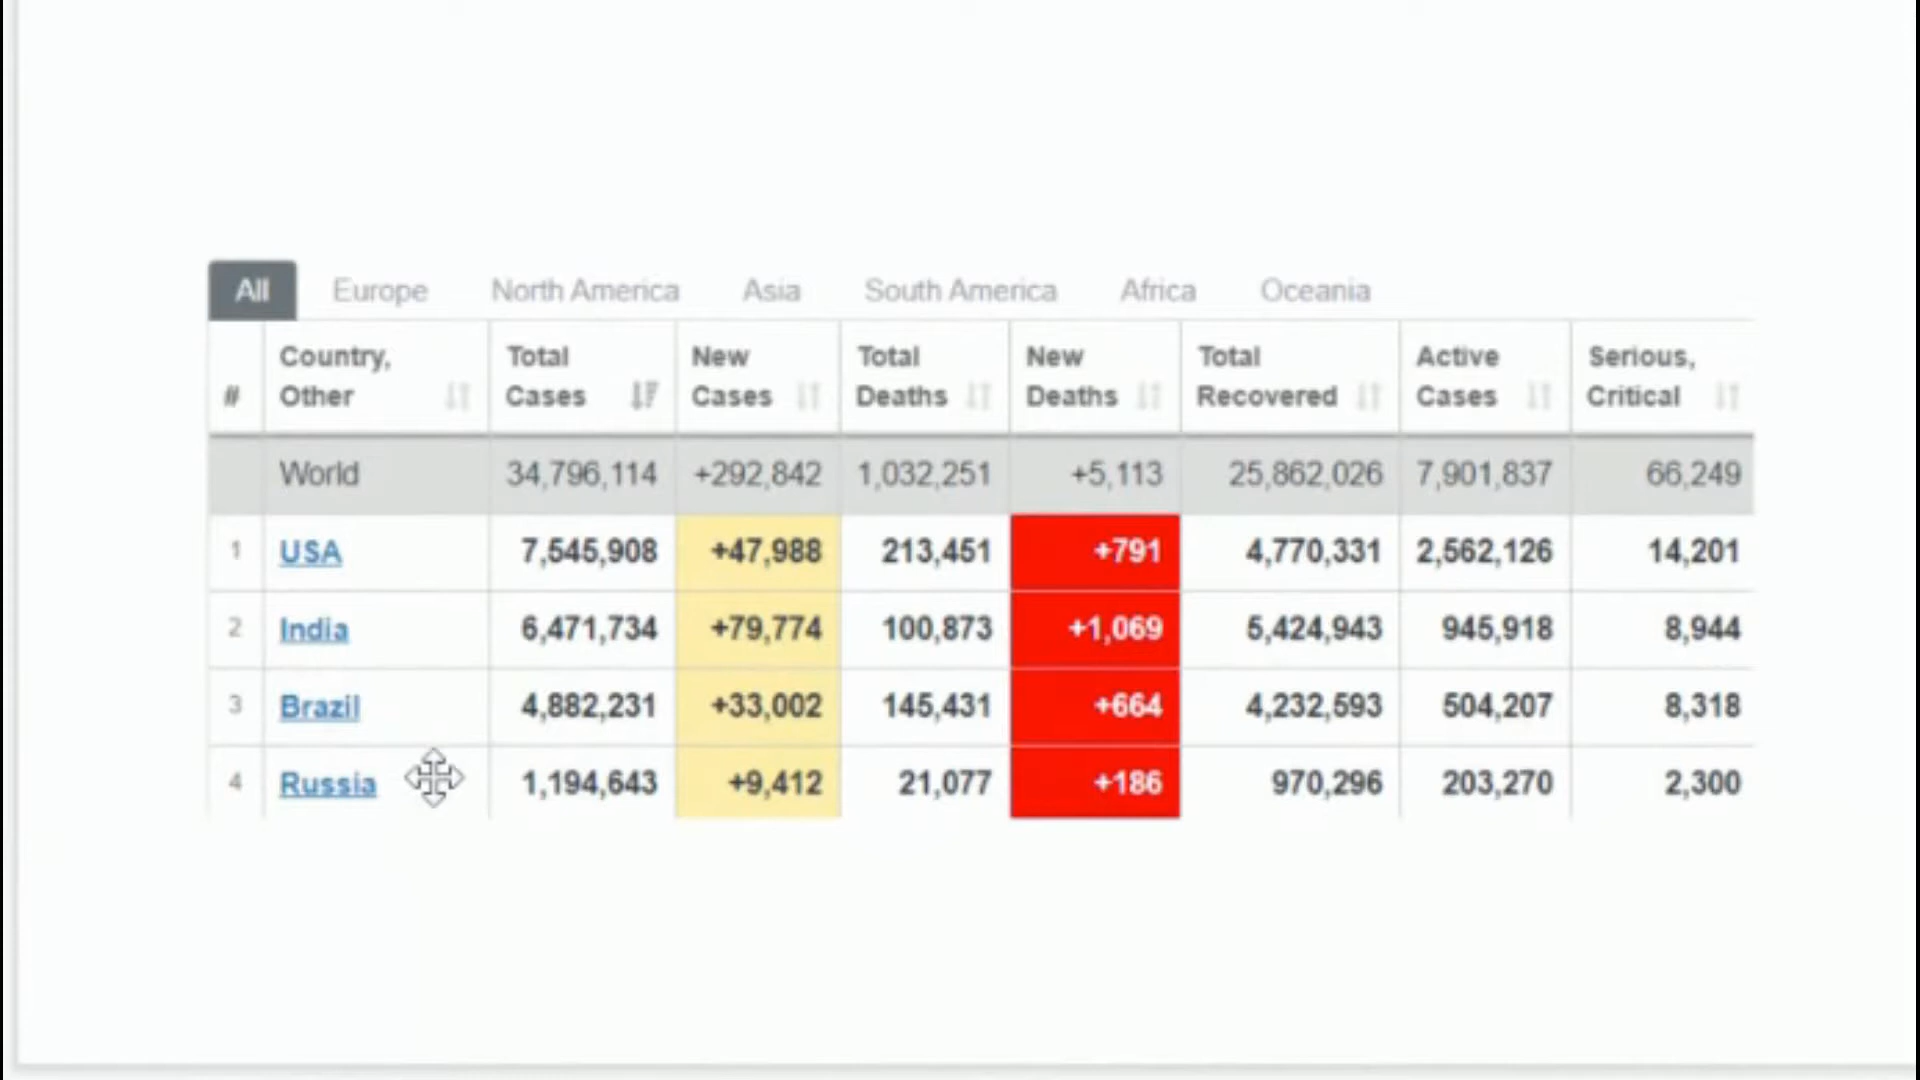 All Europe North America Asia South America Africa Oceania
# Country, Other Total Cases New Cases Total Deaths New Deaths Total Recovered Active Cases Serious, Critical
World 34,796,114 +292,842 1,032,251 +5,113 25,862,026 7,901,837 66,249
1 USA 7,545,908 +47,988 213,451 +791 4,770,331 2,562,126 14,201
2 India 6,471,734 +79,774 100,873 +1,069 5,424,943 945,918 8,944
3 Brazil 4,882,231 +33,002 145,431 +664 4,232,593 504,207 8,318
4 Russia 1,194,643 +9,412 21,077 +186 970,296 203,270 2,300